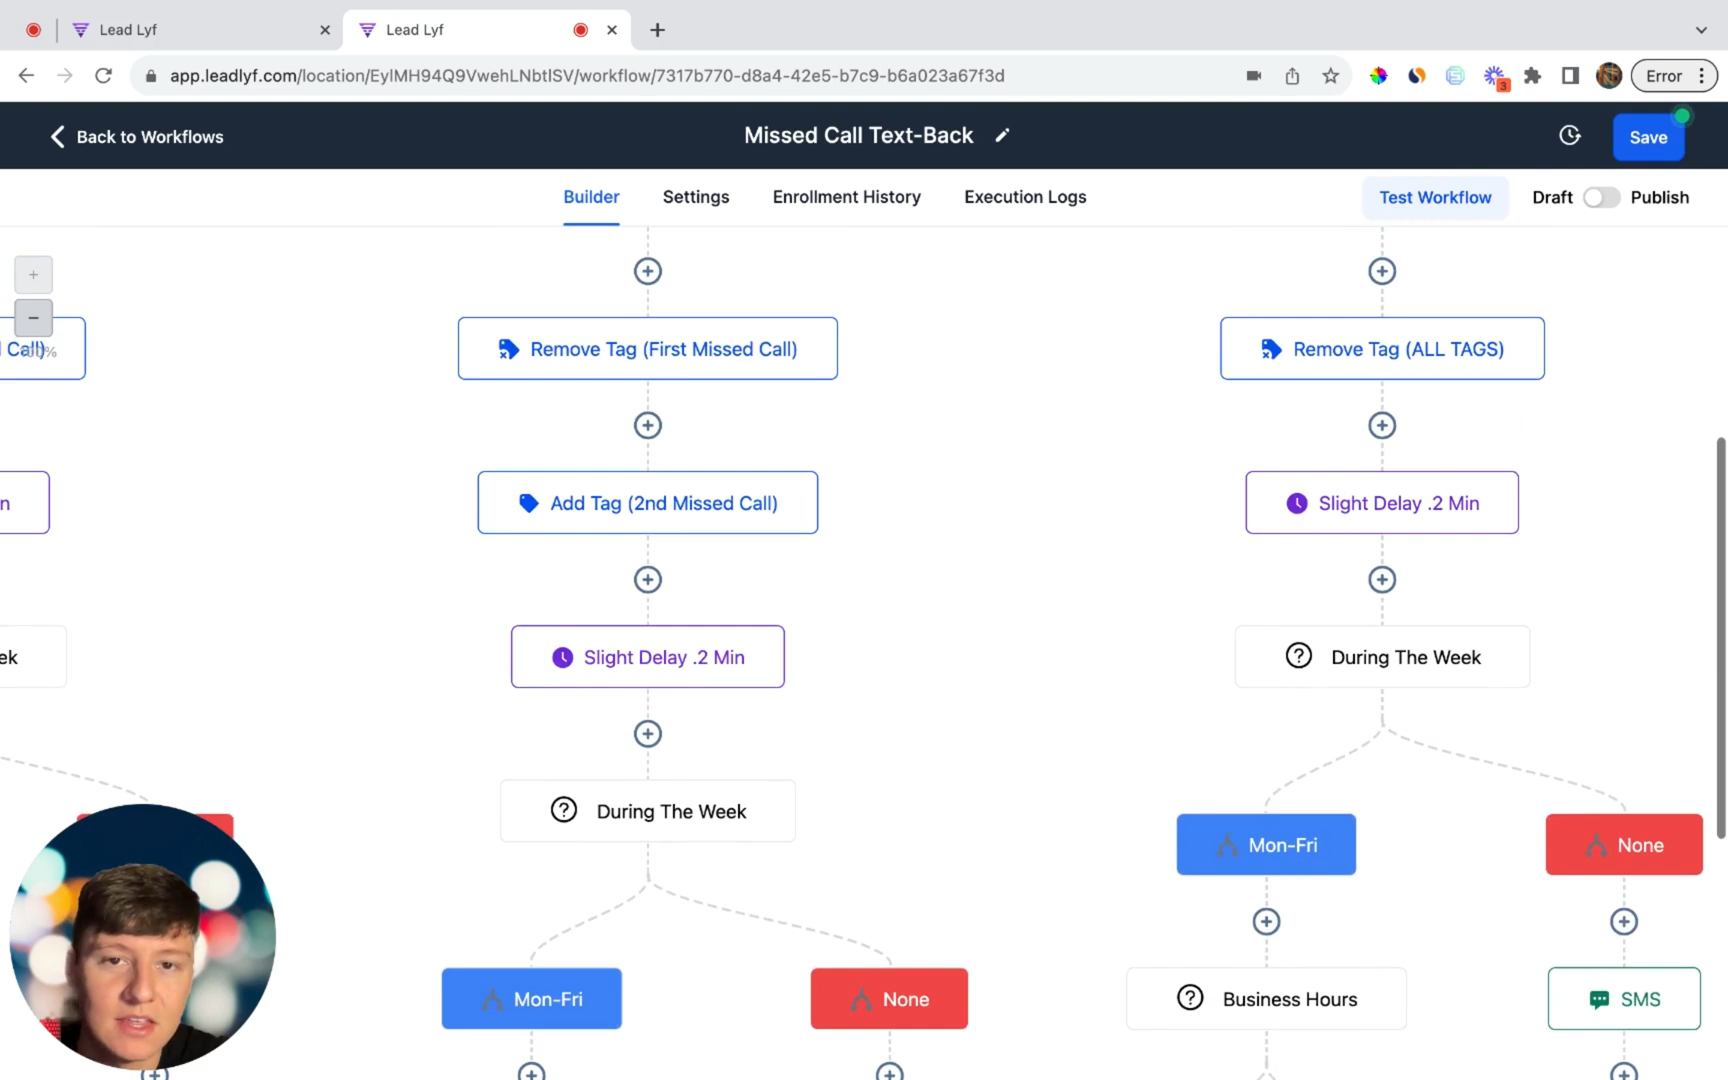 Lead Lyf
Lead Lyf
app.leadlyf.com/location/EylMH94Q9VwehLNbtlSV/workflow/7317b770-d8a4-42e5-b7c9-b6a023a67f3d
3
Error
Back to Workflows
Missed Call Text-Back
Save
Builder
Settings
Enrollment History
Execution Logs
Test Workflow
Draft
Publish
Call)
Remove Tag (First Missed Call)
Remove Tag (ALL TAGS)
n
Add Tag (2nd Missed Call)
Slight Delay .2 Min
ek
Slight Delay .2 Min
During The Week
During The Week
Mon-Fri
None
Mon-Fri
None
Business Hours
SMS